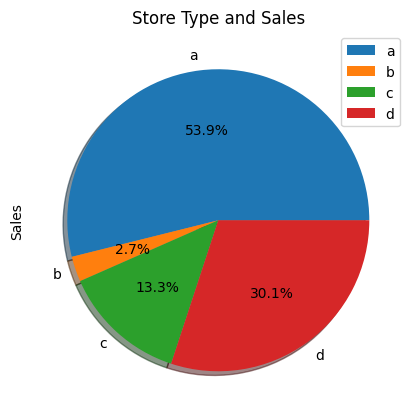 Store Type and Sales
a
b
c
d
a
53.9%
Sales
2.7%
b
13.3%
30.1%
c
d